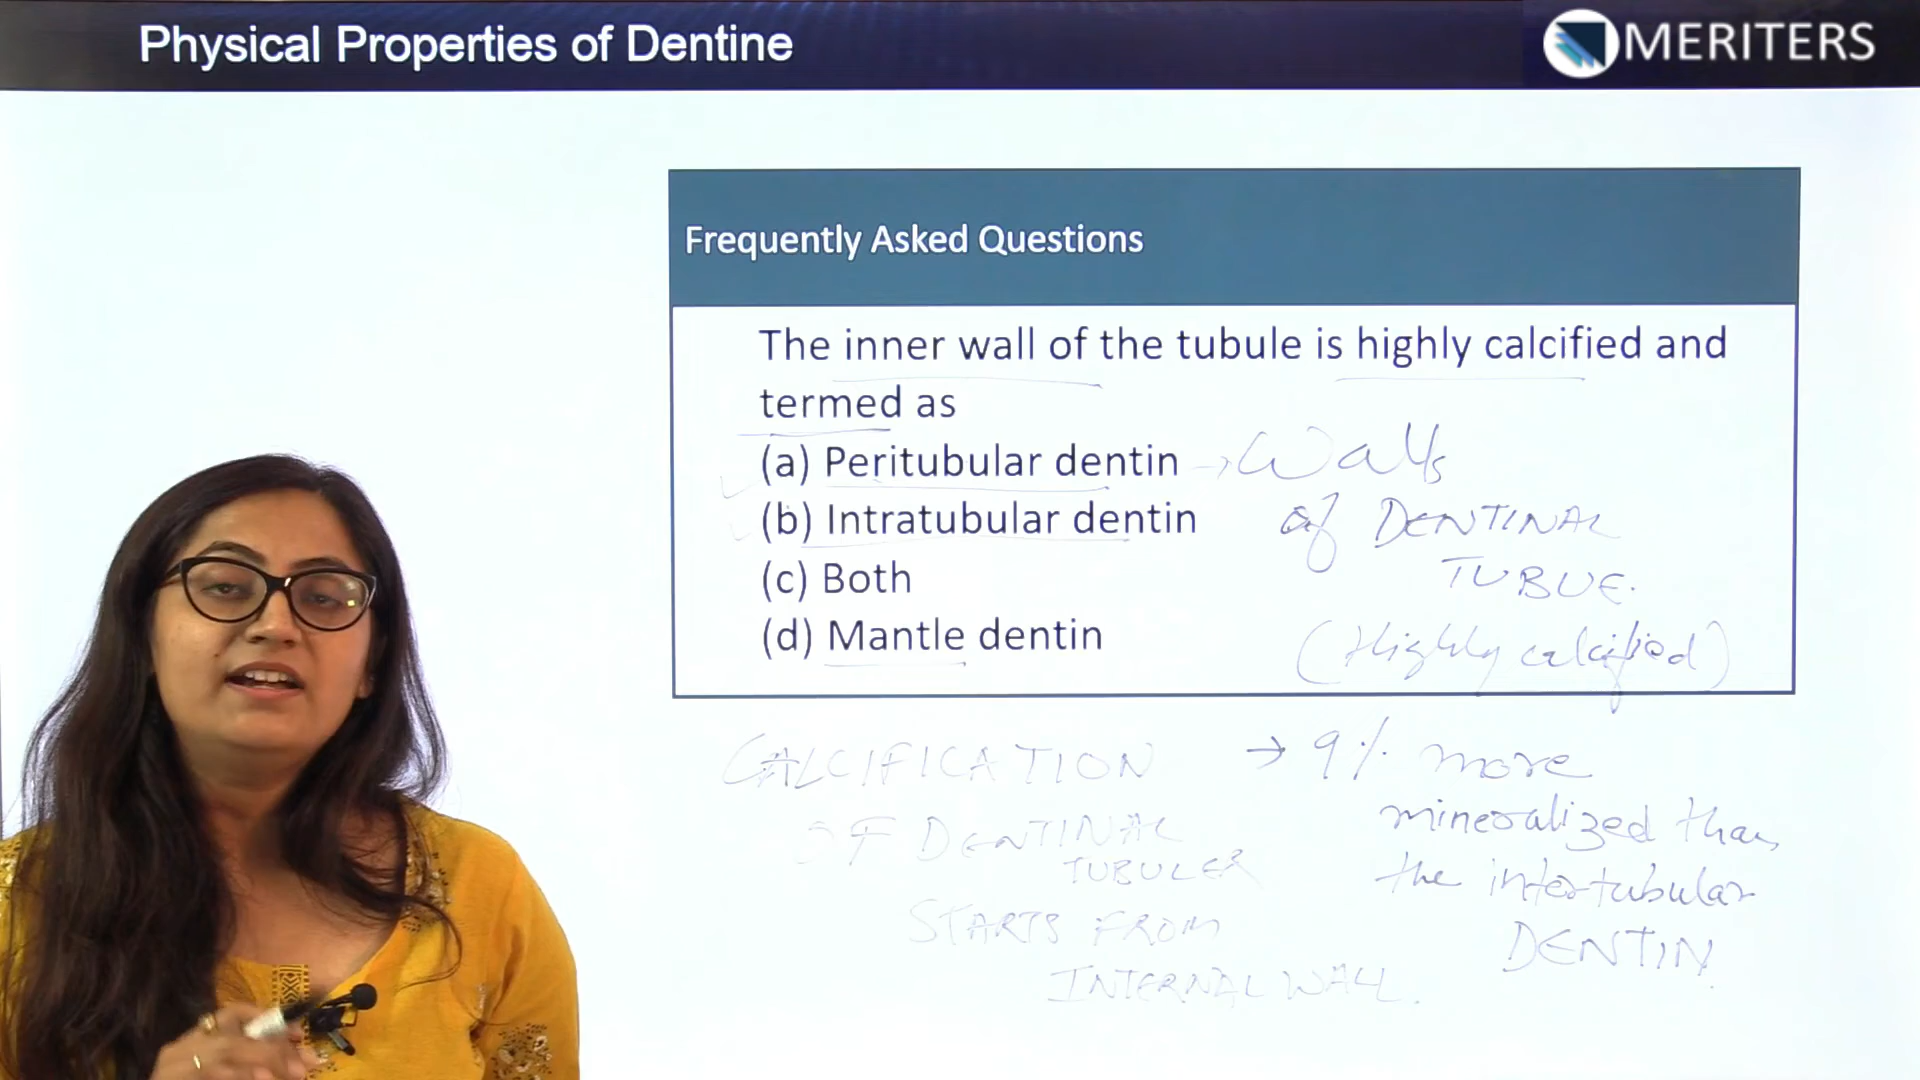 Physical Properties of Dentine
MERITERS
Frequently Asked Questions
The inner wall of the tubule is highly calcified and
termed as
(a) Peritubular dentin → Walls
(b) Intratubular dentin of DENTINAL
(c) Both TUBUE.
(d) Mantle dentin (Highly calcified)
CALCIFICATION → 9% more
OF DENTINAL mineralized than
TUBULER the intertubular
STARTS FROM DENTIN.
INTERNAL WALL.